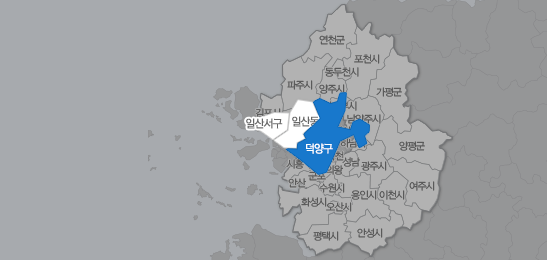 연천군
포천시
동두천시
파주시
양주시
가평군
김포시
일산서구
일산동
남양주시
덕양구
양평군
성남
광주시
시흥
안산
수원시
여주시
용인시
이천시
화성시
오산시
평택시
안성시